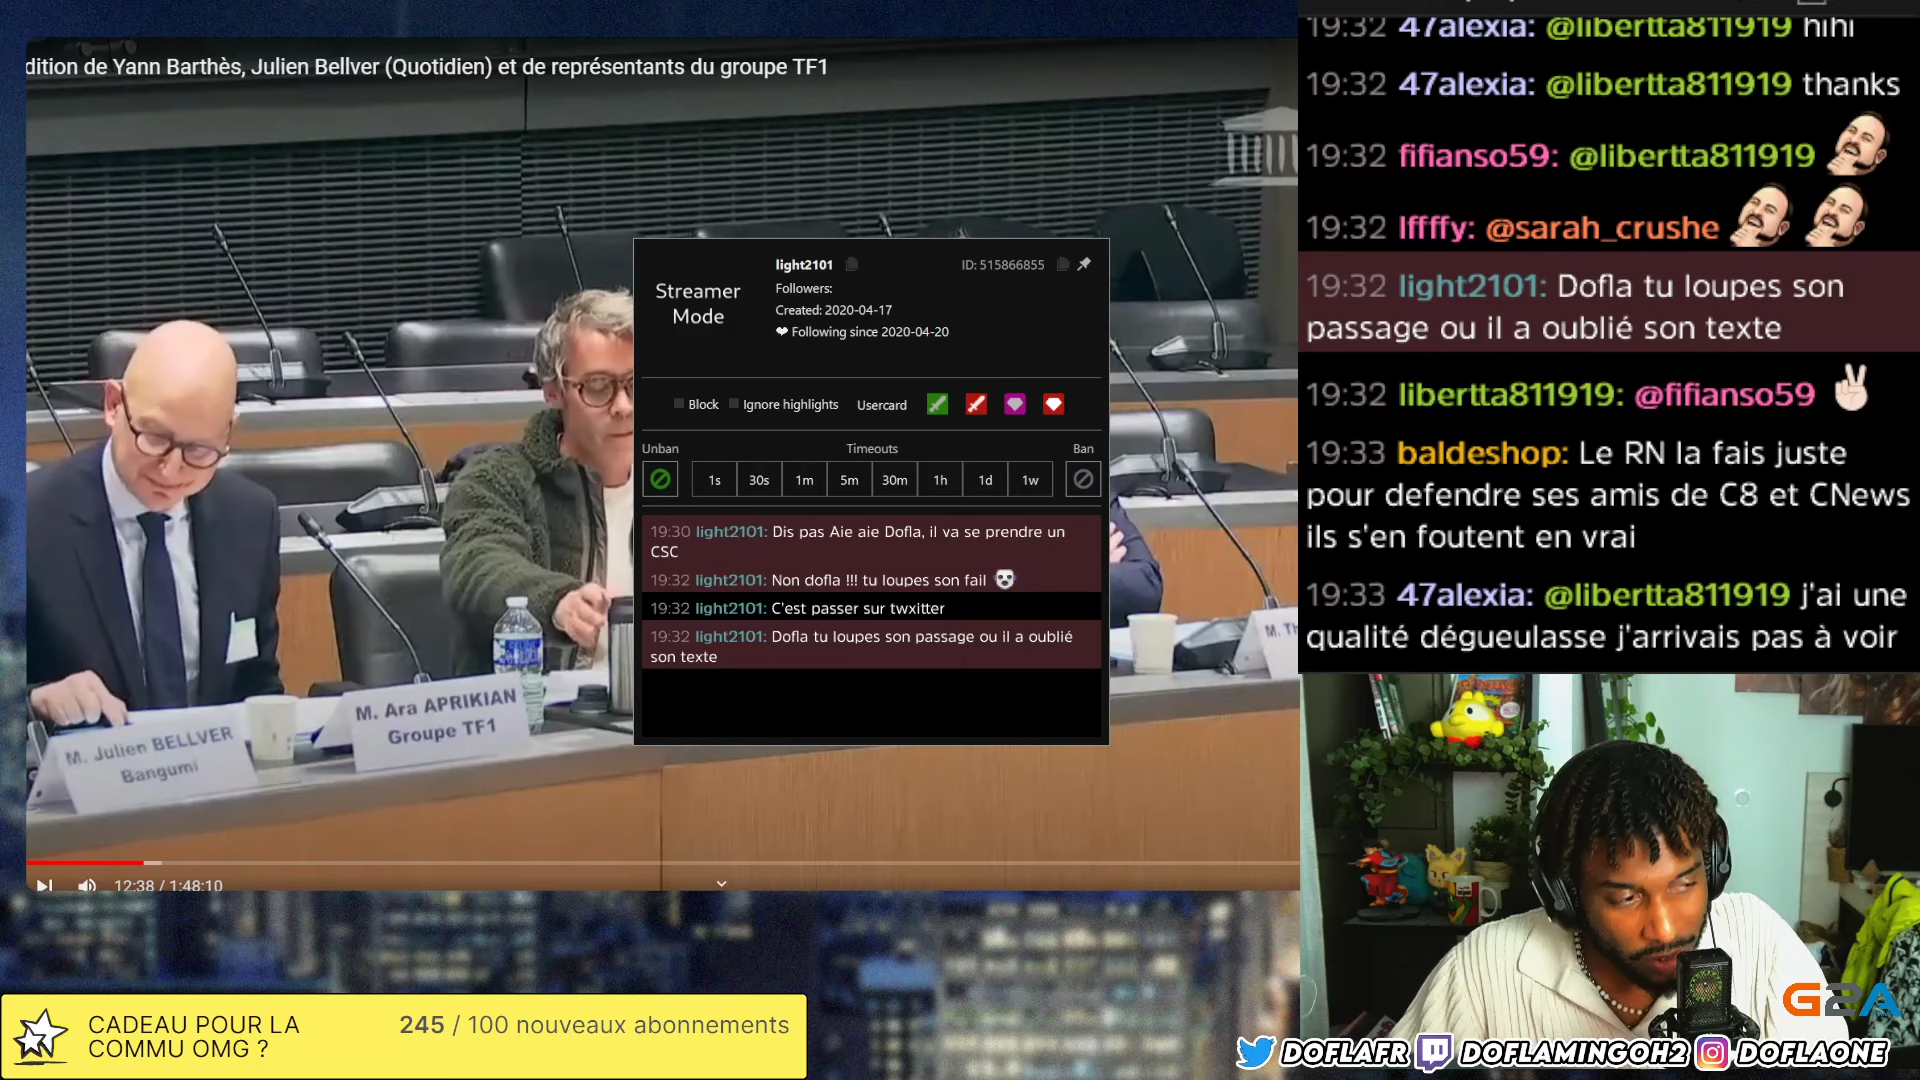 dition de Yann Barthès, Julien Bellver (Quotidien) et de représentants du groupe TF1
M. Julien BELLVER
Bangumi
M. Ara APRIKIAN
Groupe TF1
M. Th
12:38 / 1:48:10
Streamer
Mode
light2101
ID: 515866855
Followers:
Created: 2020-04-17
❤ Following since 2020-04-20
Block
Ignore highlights
Usercard
Unban
Timeouts
Ban
1s
30s
1m
5m
30m
1h
1d
1w
19:30 light2101: Dis pas Aie aie Dofla, il va se prendre un
CSC
19:32 light2101: Non dofla !!! tu loupes son fail
19:32 light2101: C'est passer sur twxitter
19:32 light2101: Dofla tu loupes son passage ou il a oublié
son texte
19:32 47alexia: @libertta811919 hihi
19:32 47alexia: @libertta811919 thanks
19:32 fifianso59: @libertta811919
19:32 lffffy: @sarah_crushe
19:32 light2101: Dofla tu loupes son
passage ou il a oublié son texte
19:32 libertta811919: @fifianso59 ✌🏻
19:33 baldeshop: Le RN la fais juste
pour defendre ses amis de C8 et CNews
ils s'en foutent en vrai
19:33 47alexia: @libertta811919 j'ai une
qualité dégueulasse j'arrivais pas à voir
CADEAU POUR LA
COMMU OMG ?
245 / 100 nouveaux abonnements
G2A
DOFLAFR
DOFLAMINGOH2
DOFLAONE